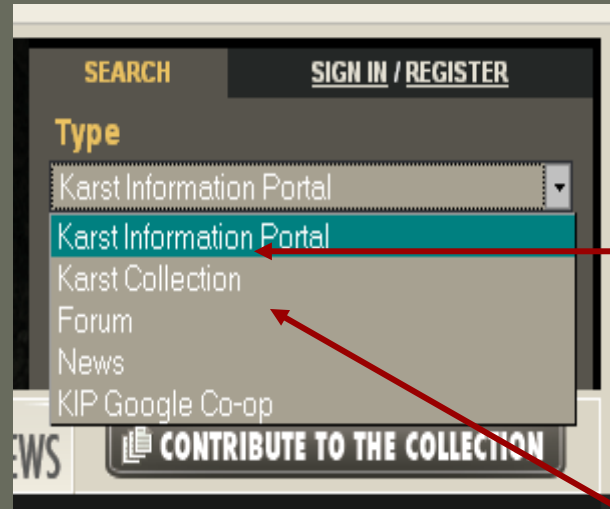 SEARCH SIGN IN / REGISTER
Type
Karst Information Portal
Karst Information Portal
Karst Collection
Forum
News
KIP Google Co-op
EWS CONTRIBUTE TO THE COLLECTION